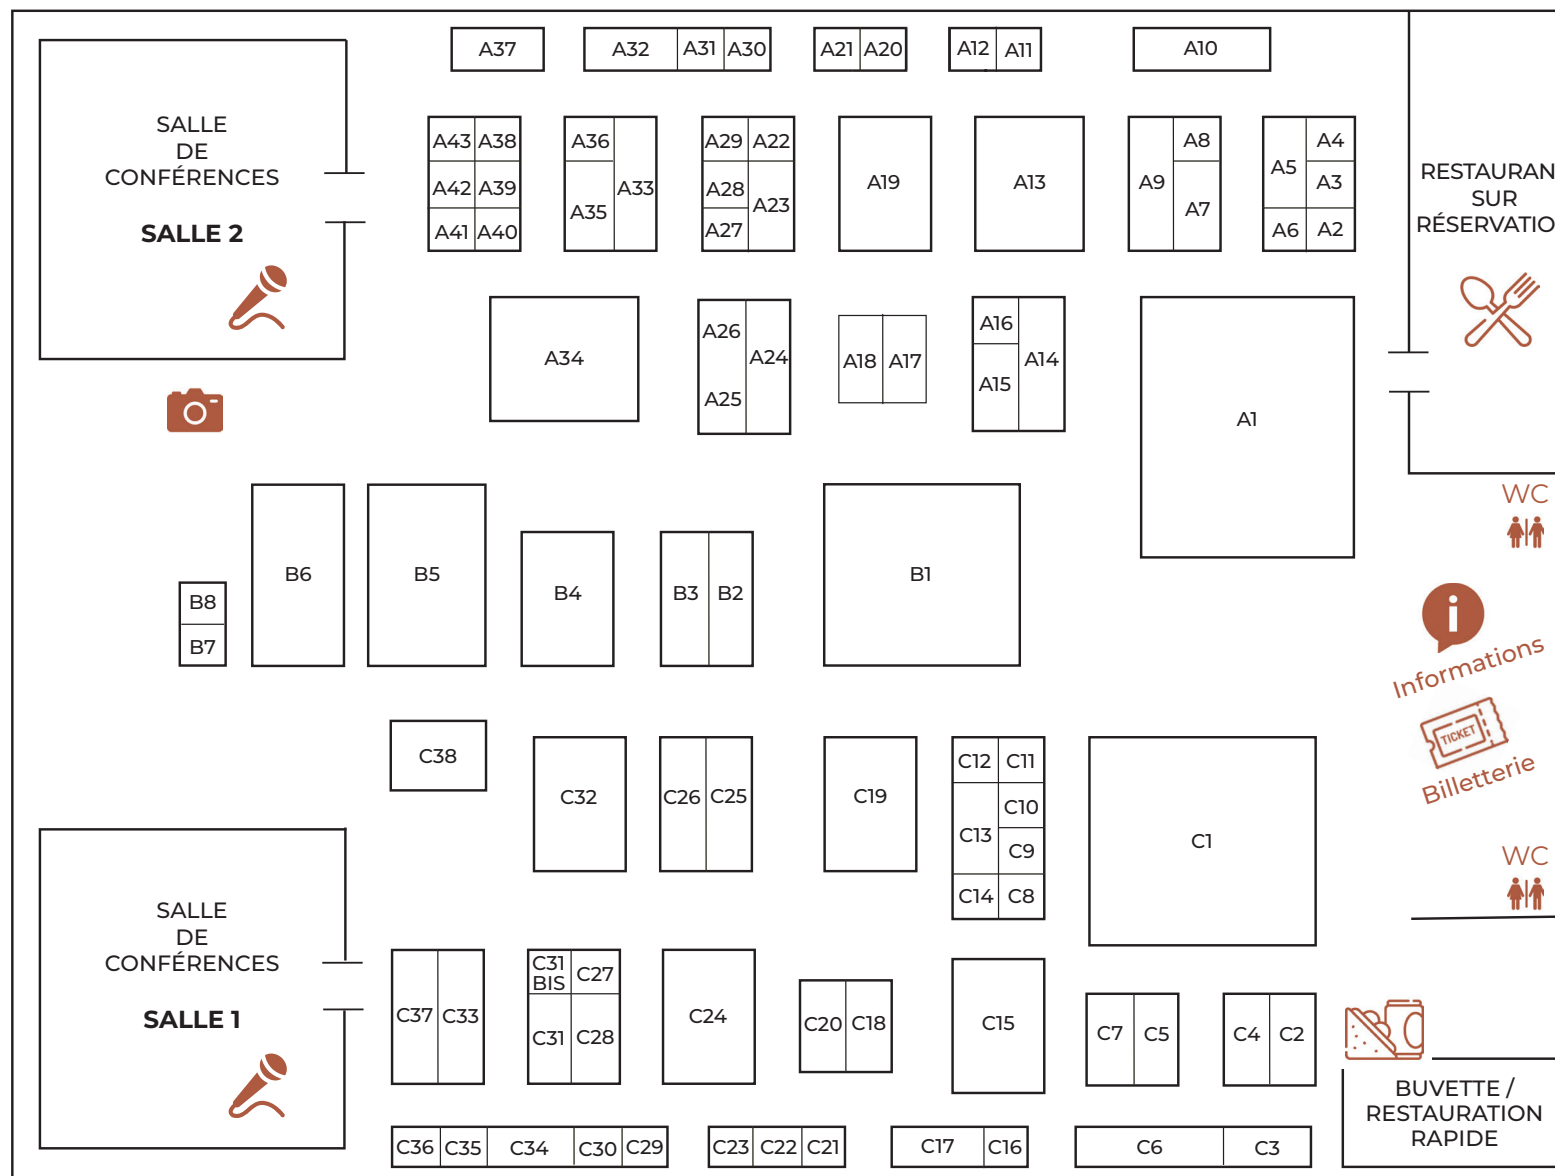 A37
A32
A31
A30
A21
A20
A12
A11
A10
SALLE
DE
CONFÉRENCES
SALLE 2
A43
A38
A42
A39
A41
A40
A36
A33
A35
A29
A22
A28
A23
A27
A19
A13
A9
A8
A7
A5
A4
A3
A6
A2
RESTAURAN
SUR
RÉSERVATIO
A34
A26
A24
A25
A18
A17
A16
A14
A15
A1
WC
B8
B7
B6
B5
B4
B3
B2
B1
i
Informations
TICKET
Billetterie
C38
C32
C26
C25
C19
C12
C11
C10
C13
C9
C14
C8
C1
WC
SALLE
DE
CONFÉRENCES
SALLE 1
C37
C33
C31
BIS
C27
C31
C28
C24
C20
C18
C15
C7
C5
C4
C2
BUVETTE /
RESTAURATION
RAPIDE
C36
C35
C34
C30
C29
C23
C22
C21
C17
C16
C6
C3